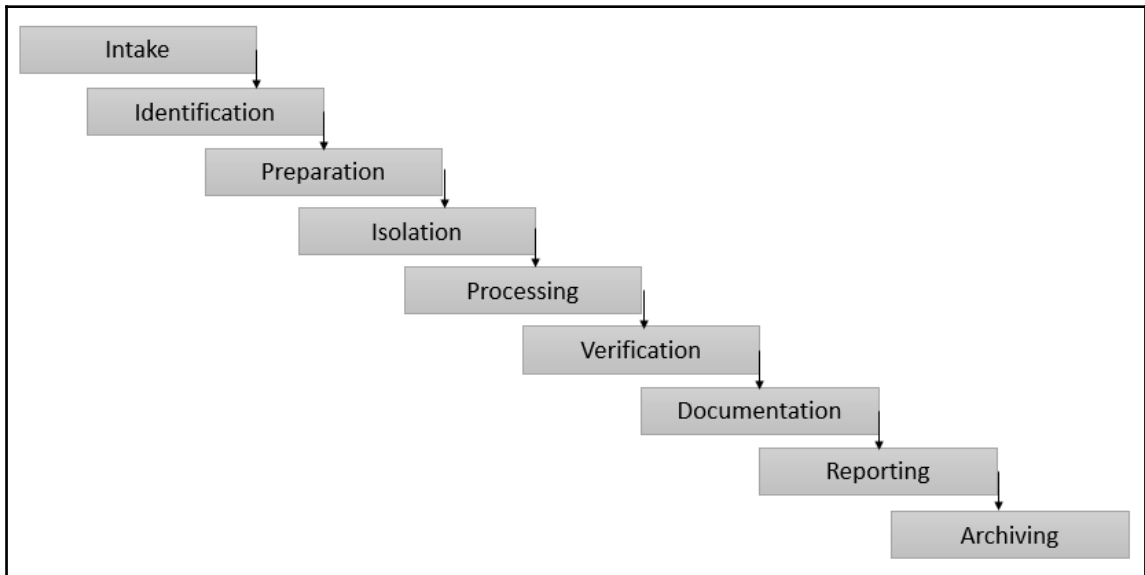 Intake
Identification
Preparation
Isolation
Processing
Verification
Documentation
Reporting
Archiving